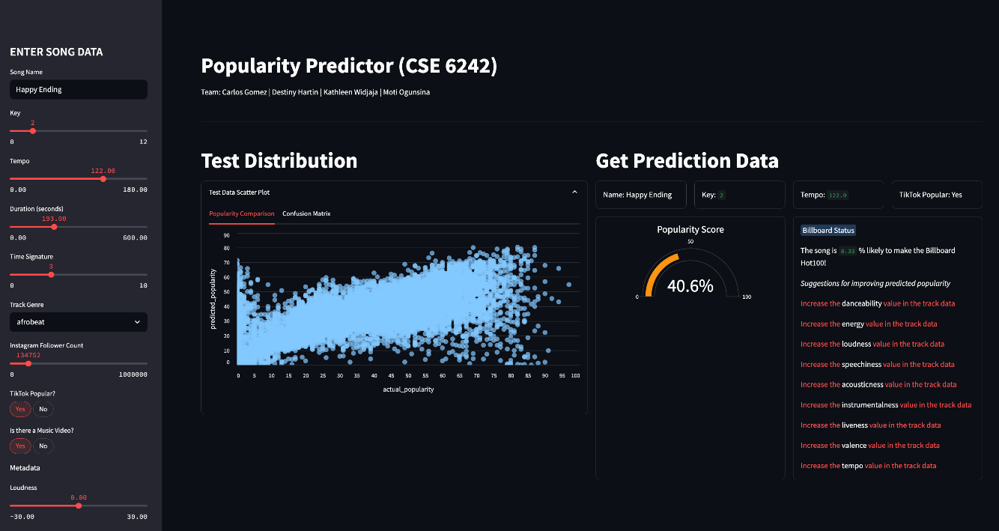 ENTER SONG DATA
Song Name
Happy Ending
Key
2
0 12
Tempo
122.00
0.00 180.00
Duration (seconds)
193.00
0.00 600.00
Time Signature
3
0 10
Track Genre
afrobeat
Instagram Follower Count
134752
0 1000000
TikTok Popular?
Yes No
Is there a Music Video?
Yes No
Metadata
Loudness
0.00
-30.00 30.00
Popularity Predictor (CSE 6242)
Team: Carlos Gomez | Destiny Hartin | Kathleen Widjaja | Moti Ogunsina
Test Distribution
Test Data Scatter Plot
Popularity Comparison Confusion Matrix
90
80
70
60
50
40
30
20
10
0
predicted_popularity
0 5 10 15 20 25 30 35 40 45 50 55 60 65 70 75 80 85 90 95 100
actual_popularity
Get Prediction Data
Name: Happy Ending
Key: 2
Tempo: 122.0
TikTok Popular: Yes
Popularity Score
50
40.6%
0 100
Billboard Status
The song is 8.33 % likely to make the Billboard
Hot100!
Suggestions for improving predicted popularity
Increase the danceability value in the track data
Increase the energy value in the track data
Increase the loudness value in the track data
Increase the speechiness value in the track data
Increase the acousticness value in the track data
Increase the instrumentalness value in the track data
Increase the liveness value in the track data
Increase the valence value in the track data
Increase the tempo value in the track data